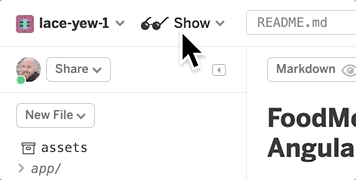 lace-yew-1
Show
README.md
Share
Markdown
New File
FoodMe
Angula
assets
app/